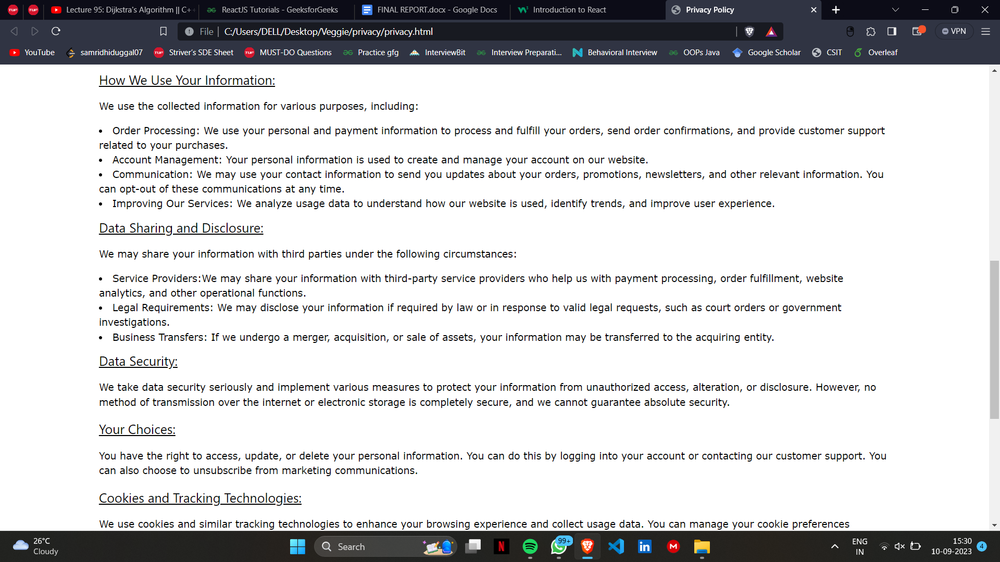 TUF TUF Lecture 95: Dijkstra's Algorithm || C+ ReactJS Tutorials - GeeksforGeeks FINAL REPORT.docx - Google Docs Introduction to React Privacy Policy
File C:/Users/DELL/Desktop/Veggie/privacy/privacy.html VPN
YouTube samridhiduggal07 Striver's SDE Sheet MUST-DO Questions Practice gfg InterviewBit Interview Preparati... Behavioral Interview OOPs Java Google Scholar CSIT Overleaf
How We Use Your Information:
We use the collected information for various purposes, including:
• Order Processing: We use your personal and payment information to process and fulfill your orders, send order confirmations, and provide customer support
related to your purchases.
• Account Management: Your personal information is used to create and manage your account on our website.
• Communication: We may use your contact information to send you updates about your orders, promotions, newsletters, and other relevant information. You
can opt-out of these communications at any time.
• Improving Our Services: We analyze usage data to understand how our website is used, identify trends, and improve user experience.
Data Sharing and Disclosure:
We may share your information with third parties under the following circumstances:
• Service Providers:We may share your information with third-party service providers who help us with payment processing, order fulfillment, website
analytics, and other operational functions.
• Legal Requirements: We may disclose your information if required by law or in response to valid legal requests, such as court orders or government
investigations.
• Business Transfers: If we undergo a merger, acquisition, or sale of assets, your information may be transferred to the acquiring entity.
Data Security:
We take data security seriously and implement various measures to protect your information from unauthorized access, alteration, or disclosure. However, no
method of transmission over the internet or electronic storage is completely secure, and we cannot guarantee absolute security.
Your Choices:
You have the right to access, update, or delete your personal information. You can do this by logging into your account or contacting our customer support. You
can also choose to unsubscribe from marketing communications.
Cookies and Tracking Technologies:
We use cookies and similar tracking technologies to enhance your browsing experience and collect usage data. You can manage your cookie preferences
26°C
Cloudy
Search
99+
ENG
IN
15:30
10-09-2023
4